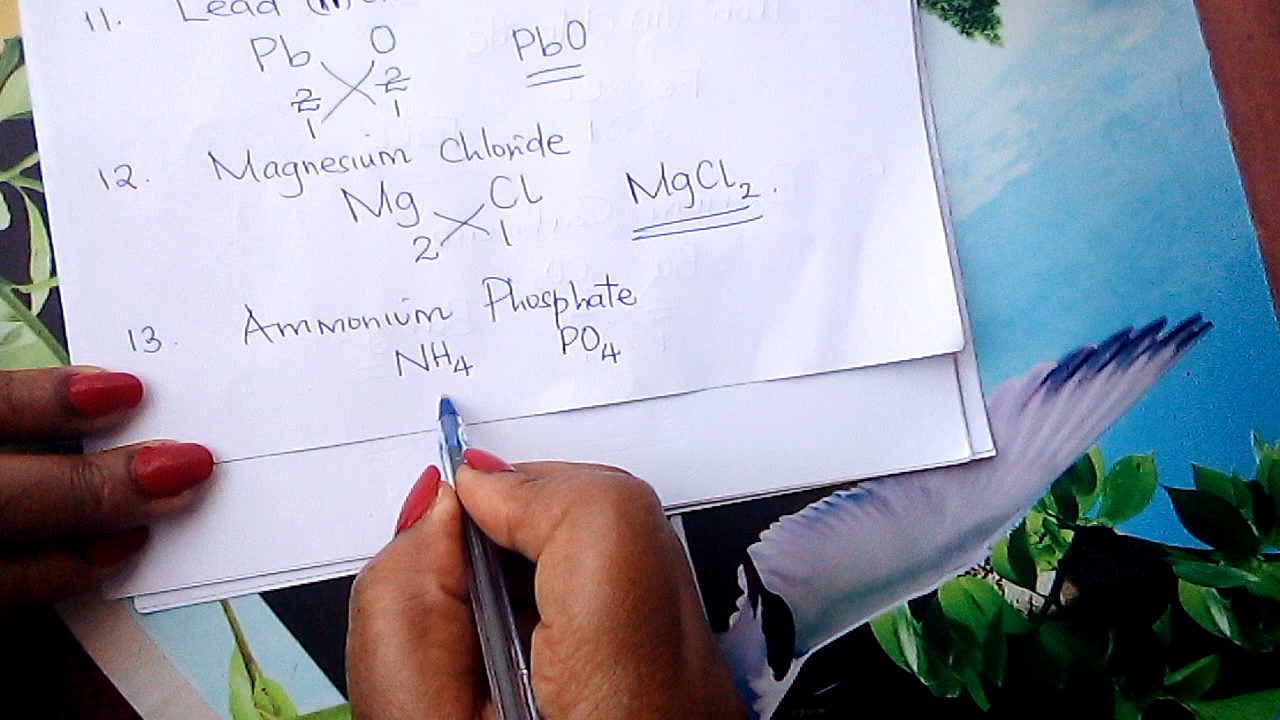 11. Lead (II)
Pb O PbO
2 2
1 1
12. Magnesium Chloride
Mg Cl MgCl₂.
2 1
13. Ammonium Phosphate
NH₄ PO₄